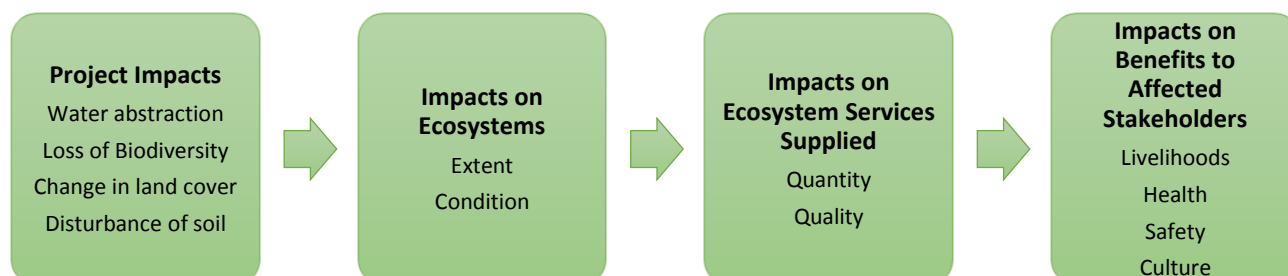 Project Impacts
Water abstraction
Loss of Biodiversity
Change in land cover
Disturbance of soil
Impacts on
Ecosystems
Extent
Condition
Impacts on
Ecosystem Services
Supplied
Quantity
Quality
Impacts on
Benefits to
Affected
Stakeholders
Livelihoods
Health
Safety
Culture